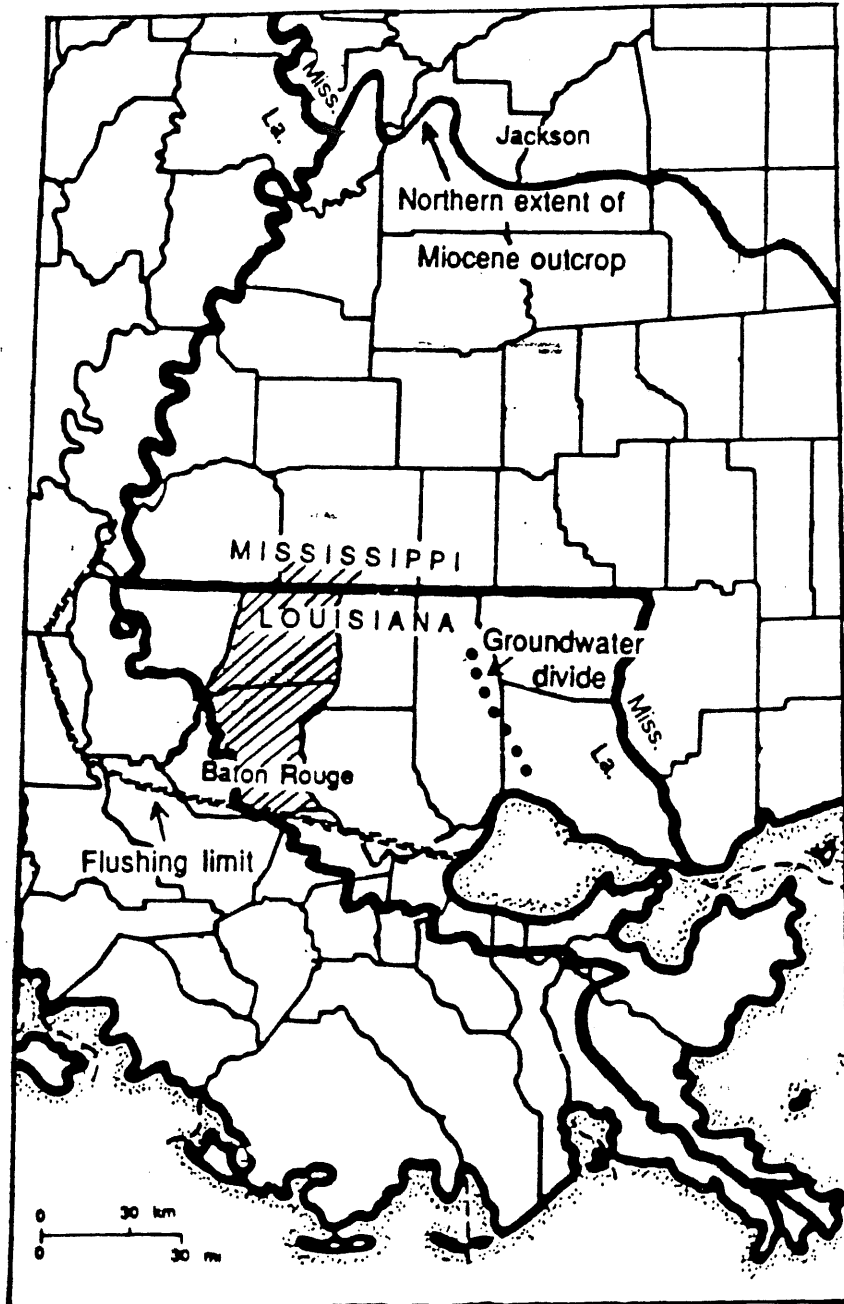 Miss.
La.
Jackson
Northern extent of
Miocene outcrop
MISSISSIPPI
LOUISIANA
Groundwater
divide
Miss.
La.
Baton Rouge
Flushing limit
0 30 km
0 30 mi